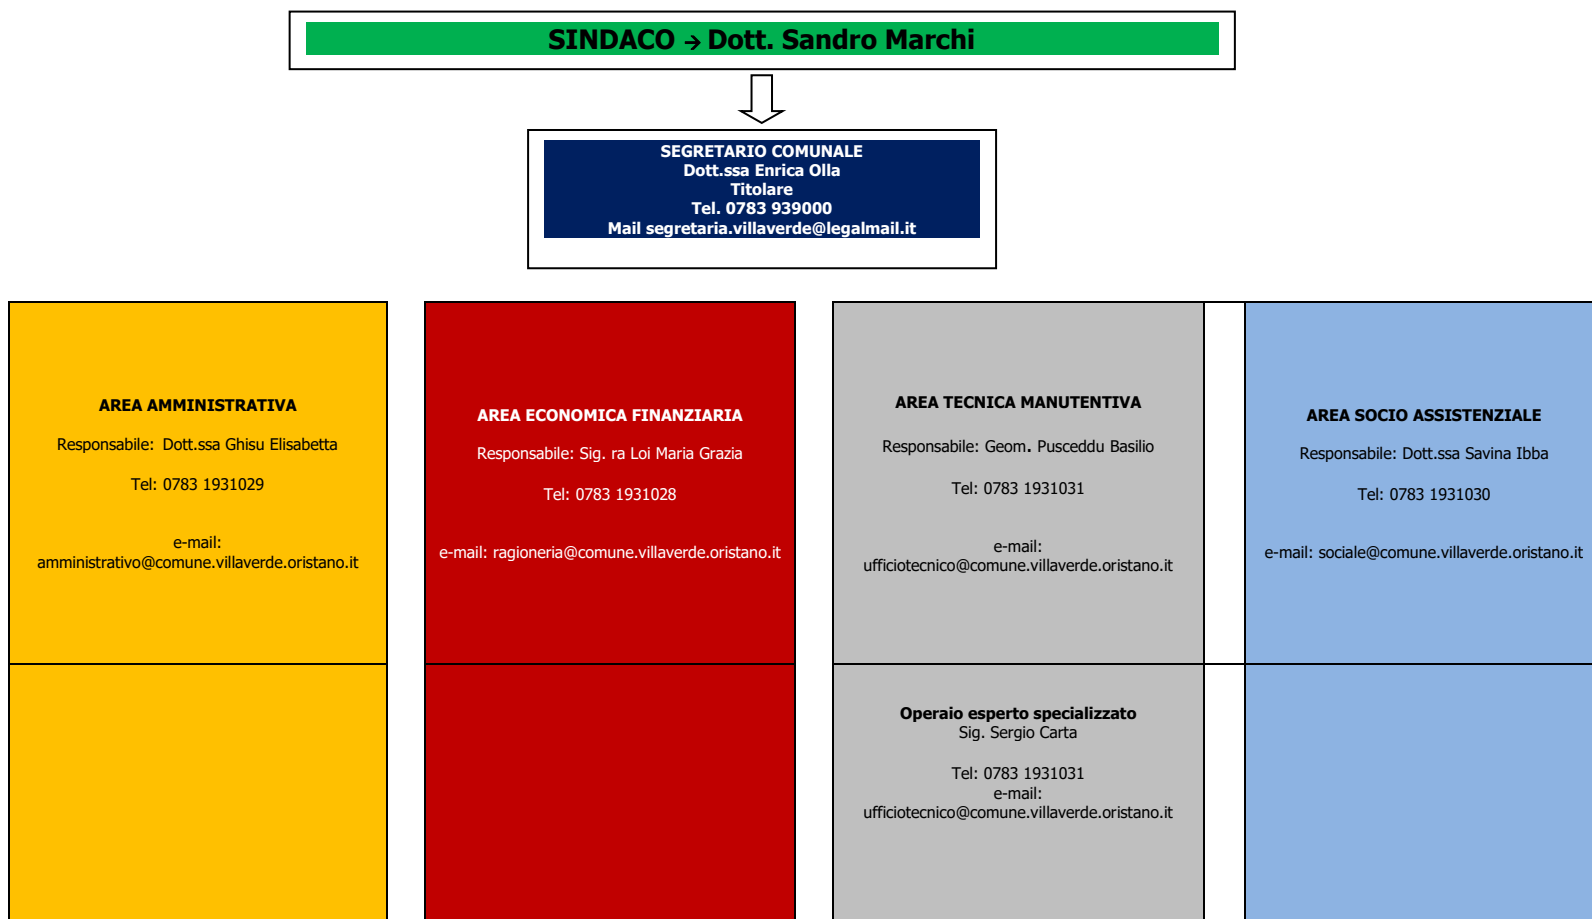 SINDACO → Dott. Sandro Marchi
SEGRETARIO COMUNALE
Dott.ssa Enrica Olla
Titolare
Tel. 0783 939000
Mail segretaria.villaverde@legalmail.it
AREA AMMINISTRATIVA
Responsabile: Dott.ssa Ghisu Elisabetta
Tel: 0783 1931029
e-mail:
amministrativo@comune.villaverde.oristano.it
AREA ECONOMICA FINANZIARIA
Responsabile: Sig. ra Loi Maria Grazia
Tel: 0783 1931028
e-mail: ragioneria@comune.villaverde.oristano.it
AREA TECNICA MANUTENTIVA
Responsabile: Geom. Pusceddu Basilio
Tel: 0783 1931031
e-mail:
ufficiotecnico@comune.villaverde.oristano.it
AREA SOCIO ASSISTENZIALE
Responsabile: Dott.ssa Savina Ibba
Tel: 0783 1931030
e-mail: sociale@comune.villaverde.oristano.it
Operaio esperto specializzato
Sig. Sergio Carta
Tel: 0783 1931031
e-mail:
ufficiotecnico@comune.villaverde.oristano.it